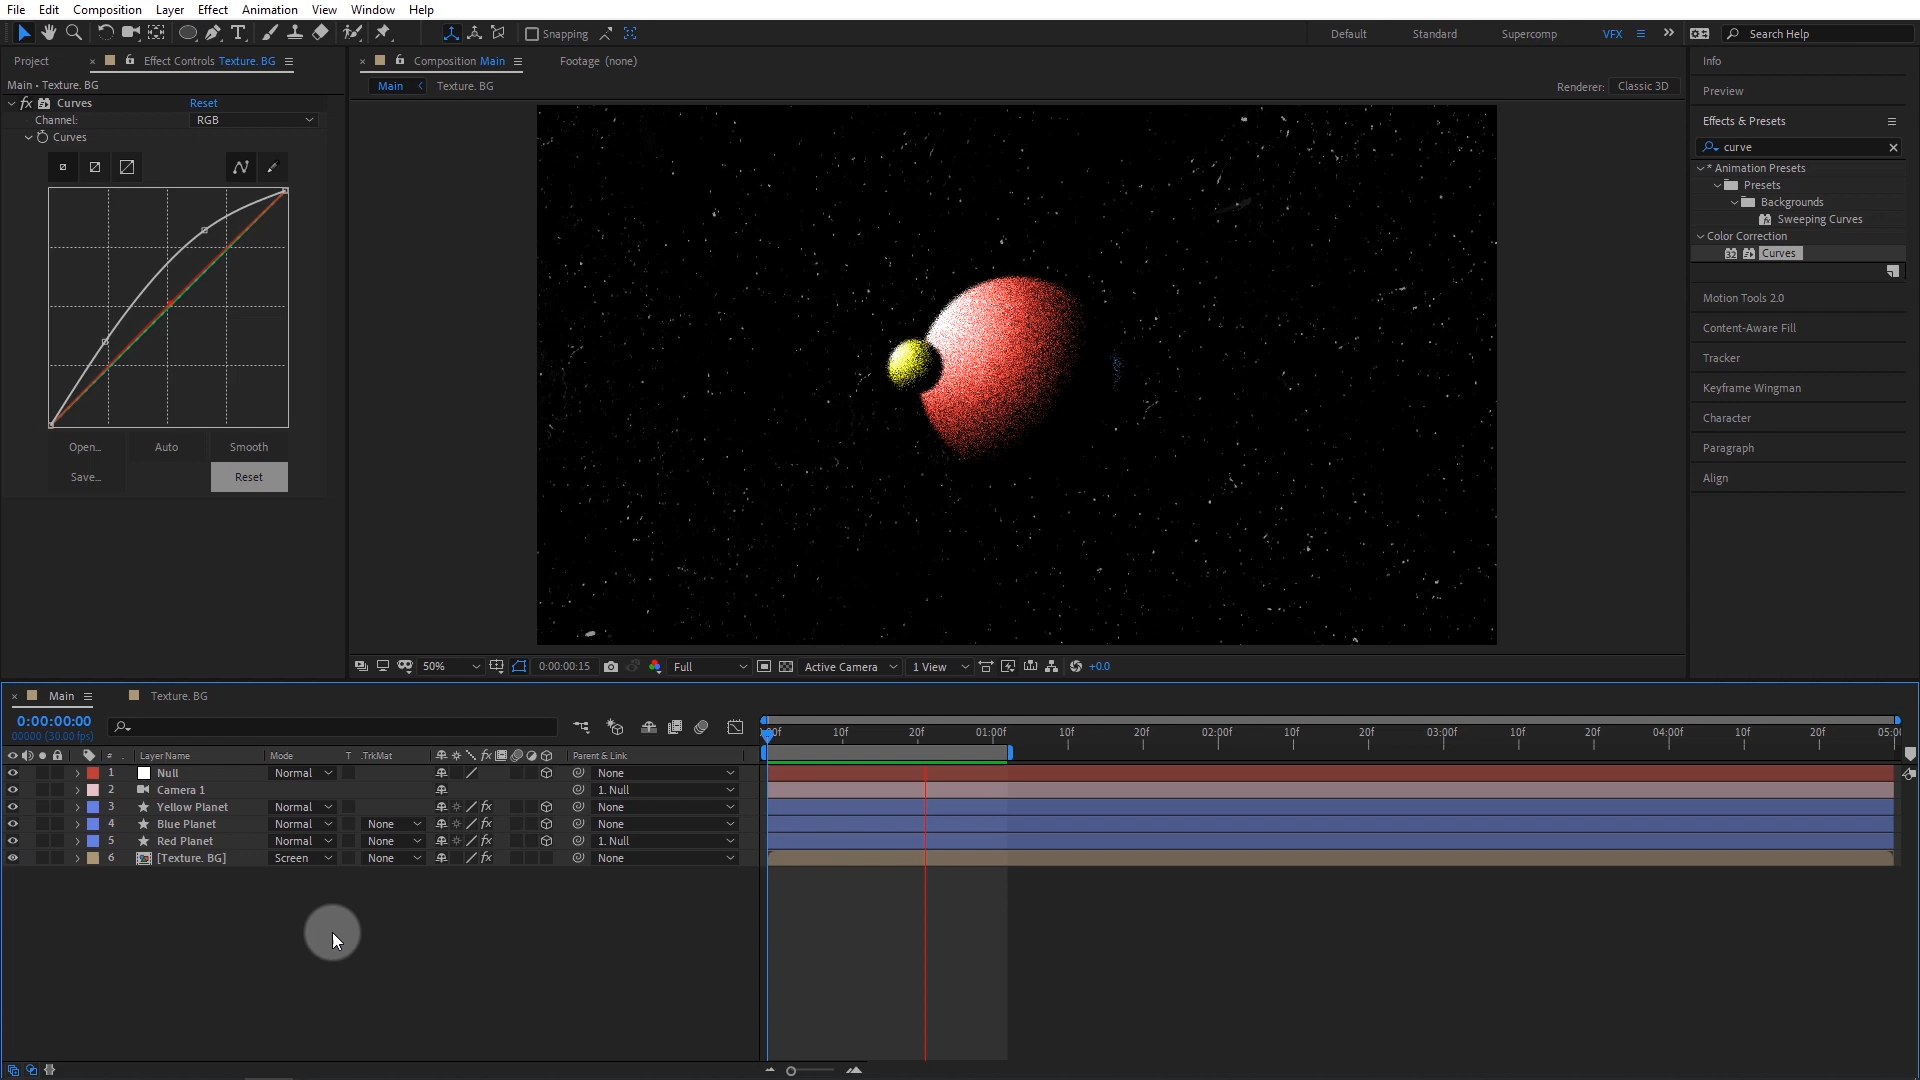 File Edit Composition Layer Effect Animation View Window Help
Snapping
Default Standard Supercomp VFX Search Help
Project Effect Controls Texture. BG
Main • Texture. BG
fx Curves Reset
Channel: RGB
Curves
Open... Auto Smooth
Save... Reset
Composition Main Footage (none)
Main Texture. BG
Renderer: Classic 3D
50% 0:00:00:15 Full Active Camera 1 View +0.0
Info
Preview
Effects & Presets
curve
* Animation Presets
Presets
Backgrounds
Sweeping Curves
Color Correction
32 Curves
Motion Tools 2.0
Content-Aware Fill
Tracker
Keyframe Wingman
Character
Paragraph
Align
Main Texture. BG
0:00:00:00
00000 (30.00 fps)
10f 20f 01:00f 10f 20f 02:00f 10f 20f 03:00f 10f 20f 04:00f 10f 20f
# Layer Name Mode T .TrkMat fx Parent & Link
1 Null Normal None
2 Camera 1 1. Null
3 Yellow Planet Normal fx None
4 Blue Planet Normal None fx None
5 Red Planet Normal None fx 1. Null
6 [Texture. BG] Screen None fx None